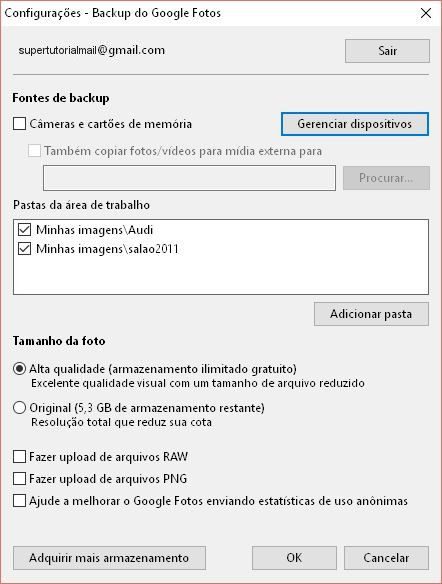 Configurações - Backup do Google Fotos
supertutorialmail@gmail.com
Sair
Fontes de backup
Câmeras e cartões de memória
Gerenciar dispositivos
Também copiar fotos/vídeos para mídia externa para
Procurar...
Pastas da área de trabalho
Minhas imagens\Audi
Minhas imagens\salao2011
Adicionar pasta
Tamanho da foto
Alta qualidade (armazenamento ilimitado gratuito)
Excelente qualidade visual com um tamanho de arquivo reduzido
Original (5,3 GB de armazenamento restante)
Resolução total que reduz sua cota
Fazer upload de arquivos RAW
Fazer upload de arquivos PNG
Ajude a melhorar o Google Fotos enviando estatísticas de uso anônimas
Adquirir mais armazenamento
OK
Cancelar